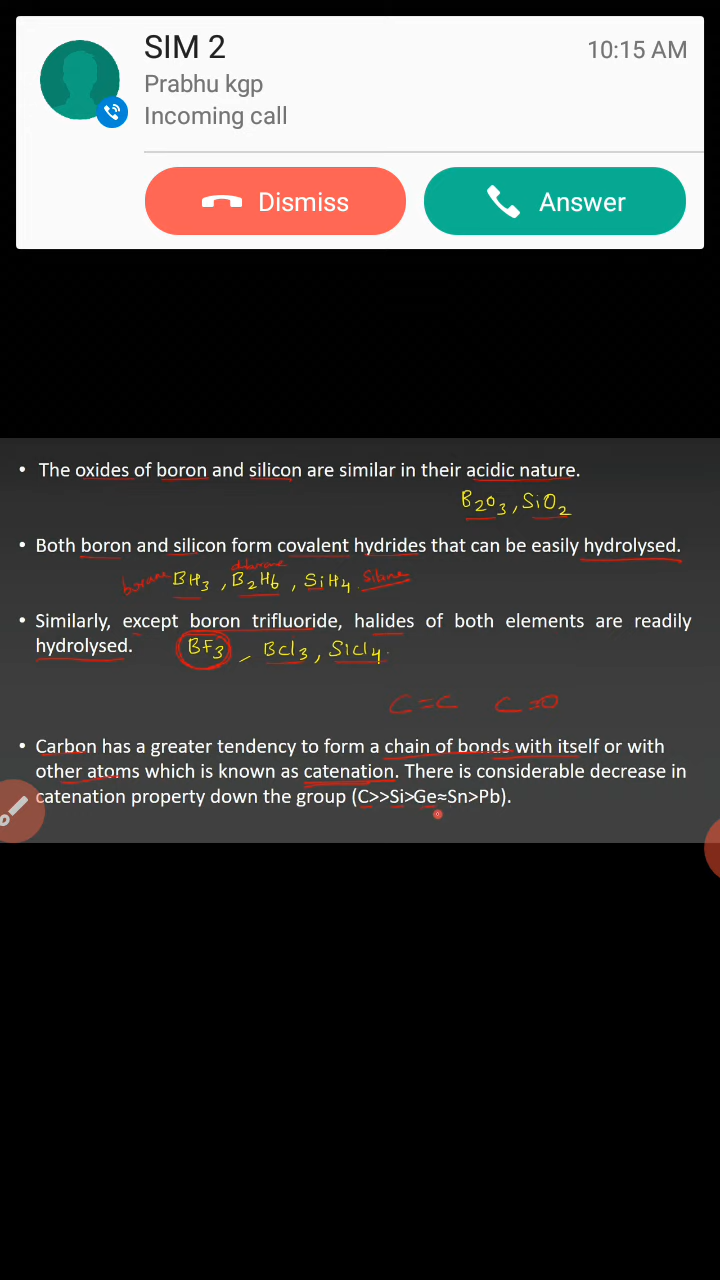 SIM 2
10:15 AM
Prabhu kgp
Incoming call
Dismiss
Answer
• The oxides of boron and silicon are similar in their acidic nature.
B2O3, SiO2
• Both boron and silicon form covalent hydrides that can be easily hydrolysed.
borane BH3, diborane B2H6, SiH4. Silane
• Similarly, except boron trifluoride, halides of both elements are readily
hydrolysed. BF3, BCl3, SiCl4.
C=C C=O
• Carbon has a greater tendency to form a chain of bonds with itself or with
other atoms which is known as catenation. There is considerable decrease in
catenation property down the group (C>>Si>Ge≈Sn>Pb).